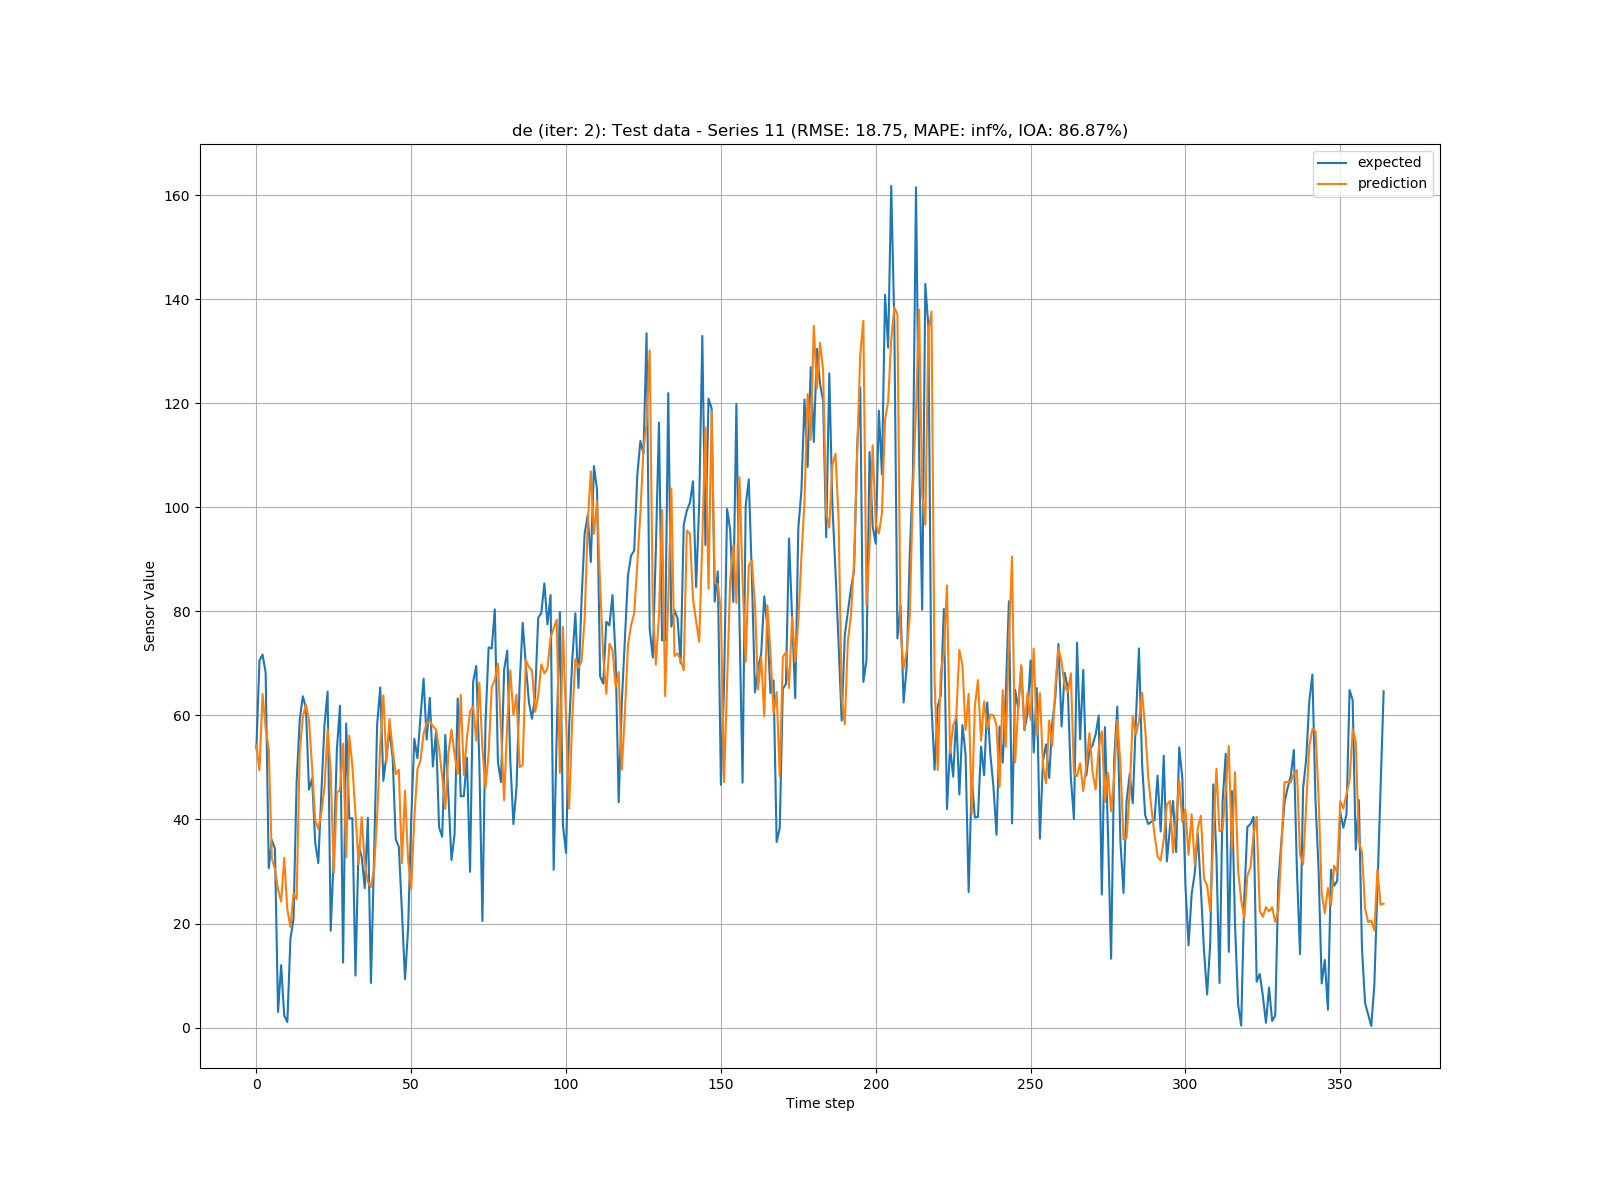 de (iter: 2): Test data - Series 11 (RMSE: 18.75, MAPE: inf%, IOA: 86.87%)
expected
prediction
160
140
120
100
80
60
40
20
0
Sensor Value
0 50 100 150 200 250 300 350
Time step